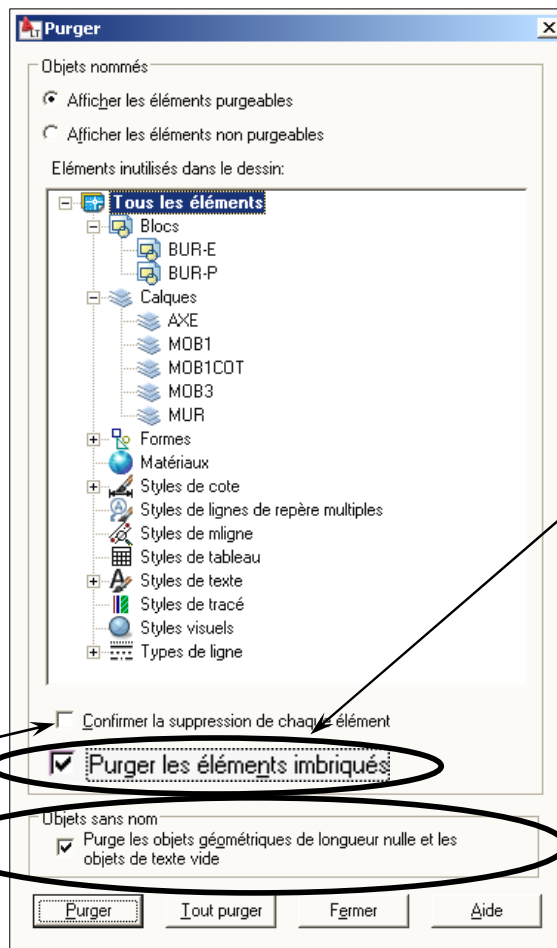 LT
Purger
Objets nommés
Afficher les éléments purgeables
Afficher les éléments non purgeables
Eléments inutilisés dans le dessin:
Tous les éléments
Blocs
BUR-E
BUR-P
Calques
AXE
MOB1
MOB1COT
MOB3
MUR
Formes
Matériaux
Styles de cote
Styles de lignes de repère multiples
Styles de mligne
Styles de tableau
Styles de texte
Styles de tracé
Styles visuels
Types de ligne
Confirmer la suppression de chaque élément
Purger les éléments imbriqués
Objets sans nom
Purge les objets géométriques de longueur nulle et les
objets de texte vide
Purger Tout purger Fermer Aide